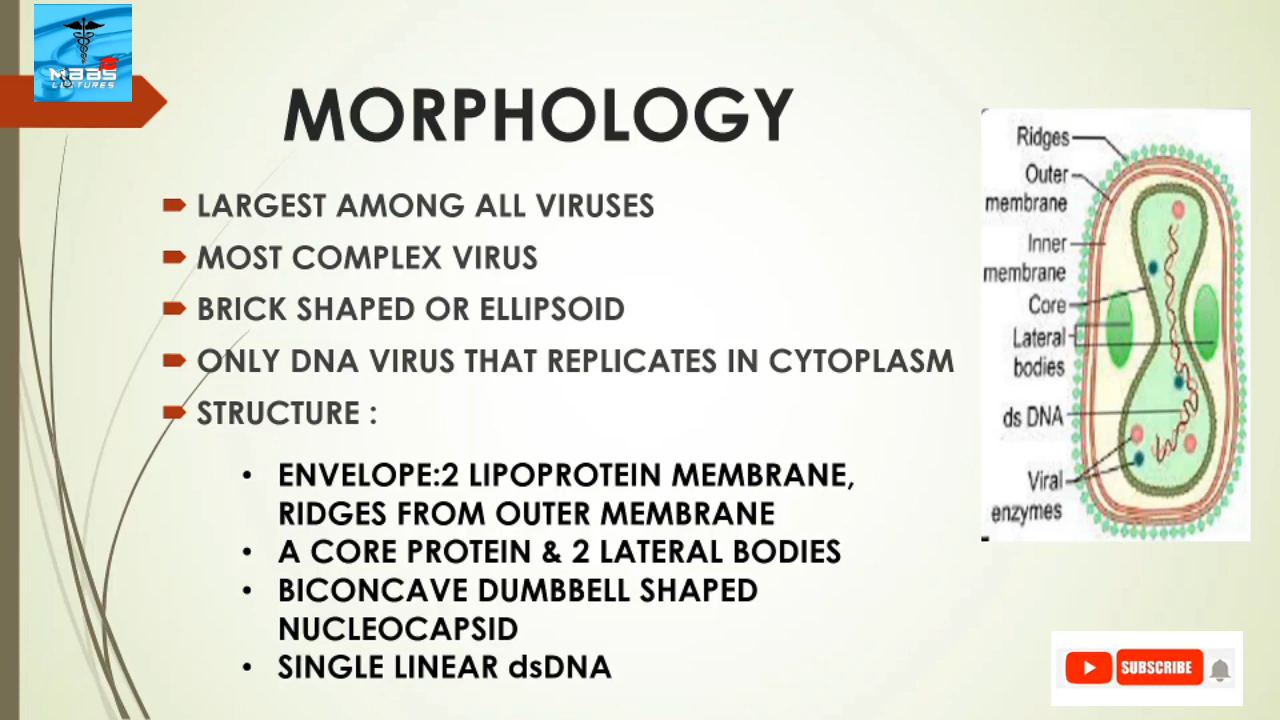 MaaS
LECTURES
MORPHOLOGY
LARGEST AMONG ALL VIRUSES
MOST COMPLEX VIRUS
BRICK SHAPED OR ELLIPSOID
ONLY DNA VIRUS THAT REPLICATES IN CYTOPLASM
STRUCTURE :
• ENVELOPE:2 LIPOPROTEIN MEMBRANE,
RIDGES FROM OUTER MEMBRANE
• A CORE PROTEIN & 2 LATERAL BODIES
• BICONCAVE DUMBBELL SHAPED
NUCLEOCAPSID
• SINGLE LINEAR dsDNA
Ridges
Outer
membrane
Inner
membrane
Core
Lateral
bodies
ds DNA
Viral
enzymes
SUBSCRIBE